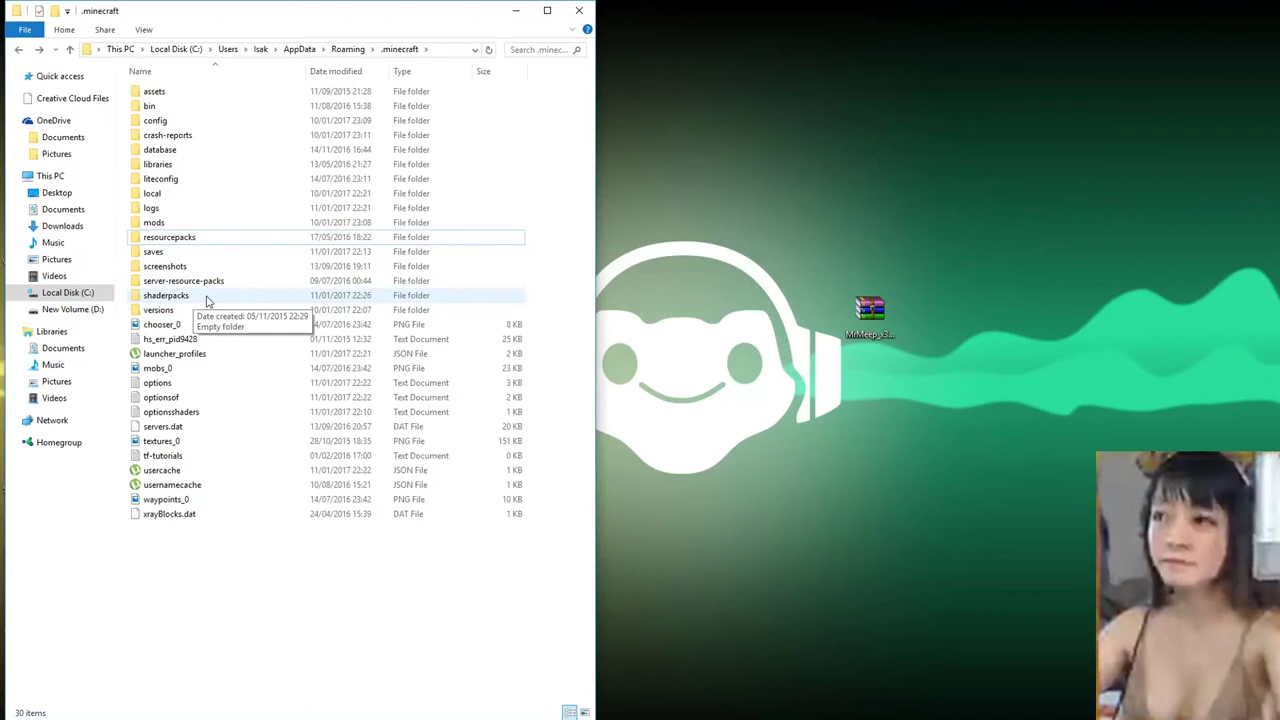 .minecraft
File Home Share View
This PC Local Disk (C:) Users Isak AppData Roaming .minecraft Search .minec...
Name Date modified Type Size
Quick access
Creative Cloud Files
OneDrive
Documents
Pictures
This PC
Desktop
Documents
Downloads
Music
Pictures
Videos
Local Disk (C:)
New Volume (D:)
Libraries
Documents
Music
Pictures
Videos
Network
Homegroup
assets 11/09/2015 21:28 File folder
bin 11/08/2016 15:38 File folder
config 10/01/2017 23:09 File folder
crash-reports 10/01/2017 23:11 File folder
database 14/11/2016 16:44 File folder
libraries 13/05/2016 21:27 File folder
liteconfig 14/07/2016 23:11 File folder
local 10/01/2017 22:21 File folder
logs 11/01/2017 22:21 File folder
mods 10/01/2017 23:08 File folder
resourcepacks 17/05/2016 18:22 File folder
saves 11/01/2017 22:13 File folder
screenshots 13/09/2016 19:11 File folder
server-resource-packs 09/07/2016 00:44 File folder
shaderpacks 11/01/2017 22:26 File folder
versions 10/01/2017 22:07 File folder
Date created: 05/11/2015 22:29
Empty folder
chooser_0 4/07/2016 23:42 PNG File 8 KB
hs_err_pid9428 01/11/2015 12:32 Text Document 25 KB
launcher_profiles 11/01/2017 22:21 JSON File 2 KB
mobs_0 14/07/2016 23:42 PNG File 23 KB
options 11/01/2017 22:22 Text Document 3 KB
optionsof 11/01/2017 22:22 Text Document 2 KB
optionsshaders 11/01/2017 22:10 Text Document 1 KB
servers.dat 13/09/2016 20:57 DAT File 20 KB
textures_0 28/10/2015 18:35 PNG File 151 KB
tf-tutorials 01/02/2016 17:00 Text Document 1 KB
usercache 11/01/2017 22:22 JSON File 1 KB
usernamecache 10/08/2016 15:21 JSON File 1 KB
waypoints_0 14/07/2016 23:42 PNG File 10 KB
xrayBlocks.dat 24/04/2016 15:39 DAT File 1 KB
30 items
MrMeep_x3...